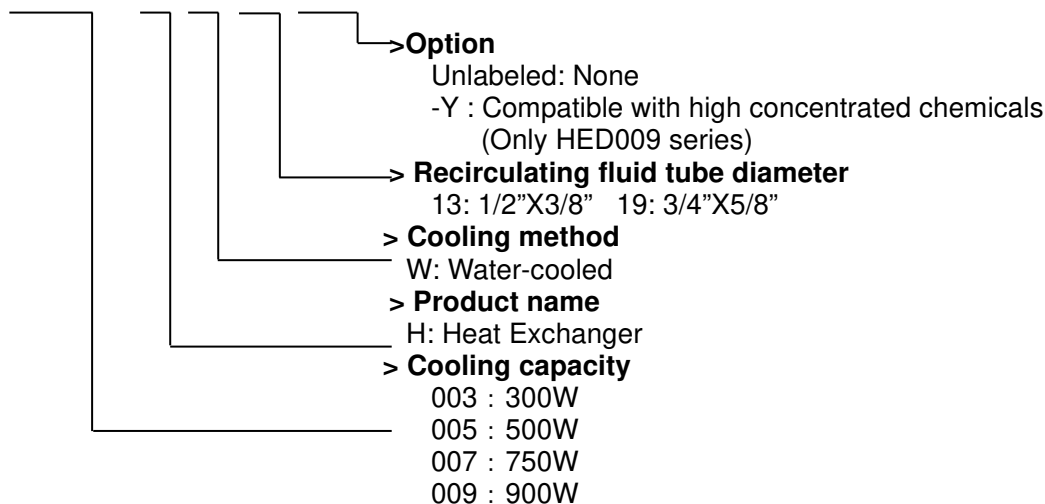 >Option
Unlabeled: None
-Y : Compatible with high concentrated chemicals
(Only HED009 series)
> Recirculating fluid tube diameter
13: 1/2”X3/8” 19: 3/4”X5/8”
> Cooling method
W: Water-cooled
> Product name
H: Heat Exchanger
> Cooling capacity
003 : 300W
005 : 500W
007 : 750W
009 : 900W